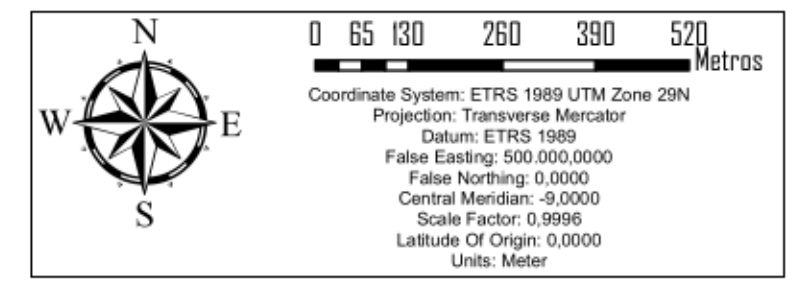 N
W E
S
0 65 130 260 390 520
Metros
Coordinate System: ETRS 1989 UTM Zone 29N
Projection: Transverse Mercator
Datum: ETRS 1989
False Easting: 500.000,0000
False Northing: 0,0000
Central Meridian: -9,0000
Scale Factor: 0,9996
Latitude Of Origin: 0,0000
Units: Meter